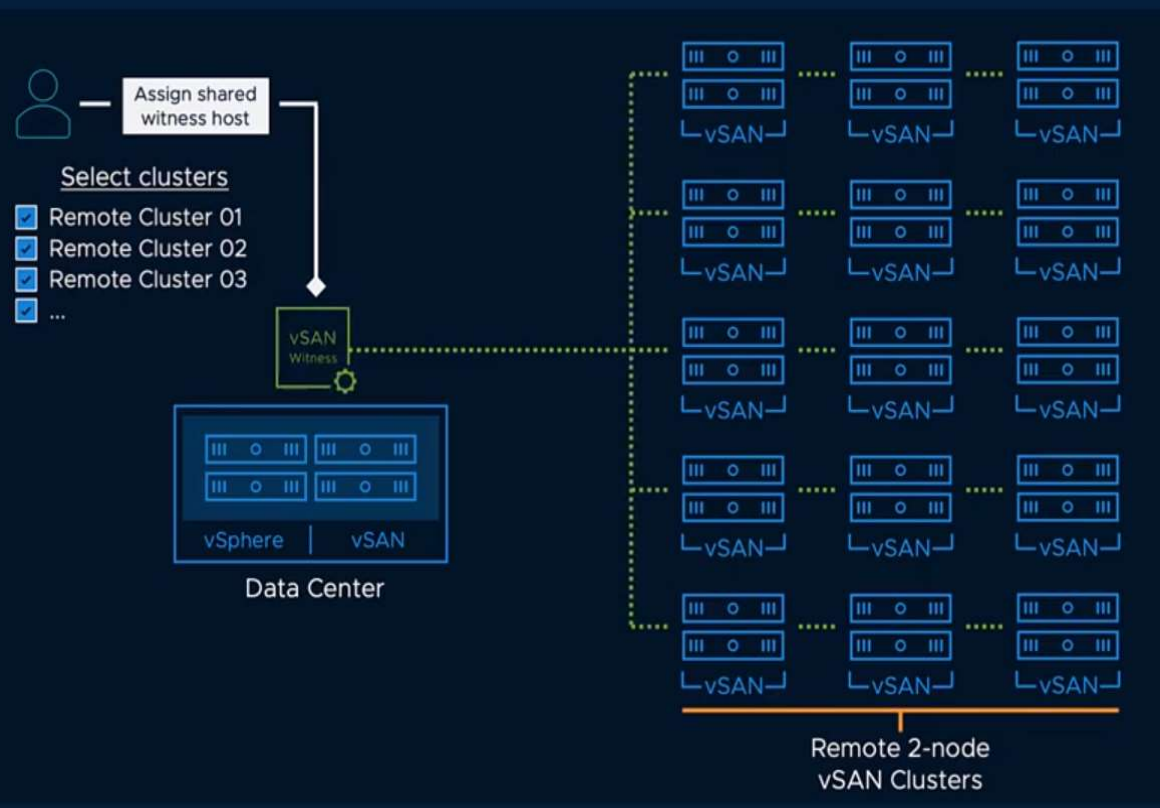 Assign shared
witness host
Select clusters
Remote Cluster 01
Remote Cluster 02
Remote Cluster 03
...
vSAN
Witness
vSphere | vSAN
Data Center
vSAN vSAN vSAN
vSAN vSAN vSAN
vSAN vSAN vSAN
vSAN vSAN vSAN
vSAN vSAN vSAN
Remote 2-node
vSAN Clusters